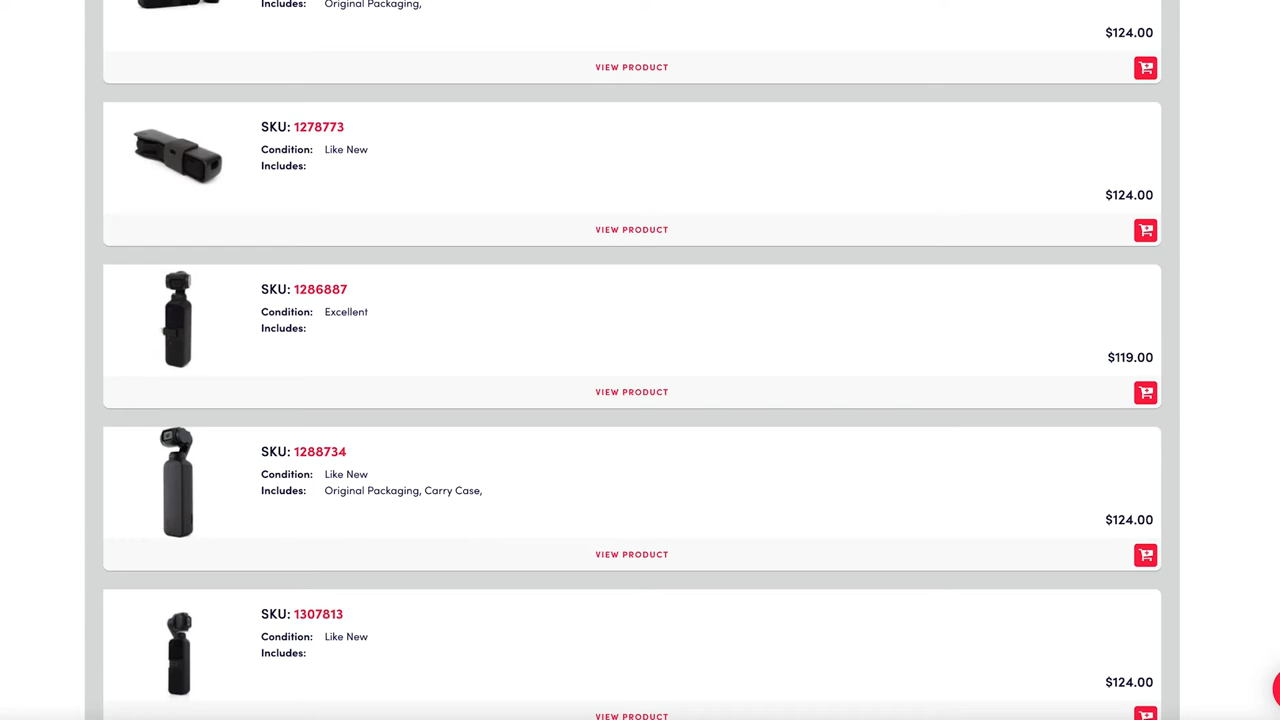 Includes: Original Packaging,
$124.00
VIEW PRODUCT
SKU: 1278773
Condition: Like New
Includes:
$124.00
VIEW PRODUCT
SKU: 1286887
Condition: Excellent
Includes:
$119.00
VIEW PRODUCT
SKU: 1288734
Condition: Like New
Includes: Original Packaging, Carry Case,
$124.00
VIEW PRODUCT
SKU: 1307813
Condition: Like New
Includes:
$124.00
VIEW PRODUCT